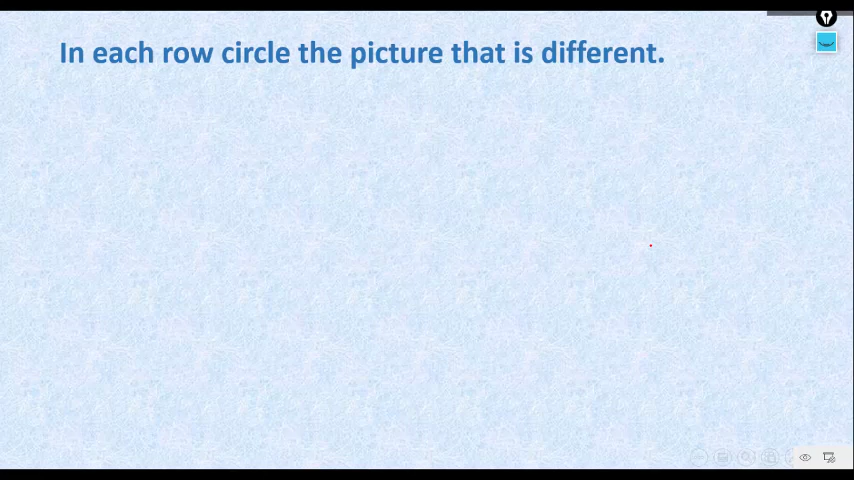 In each row circle the picture that is different.